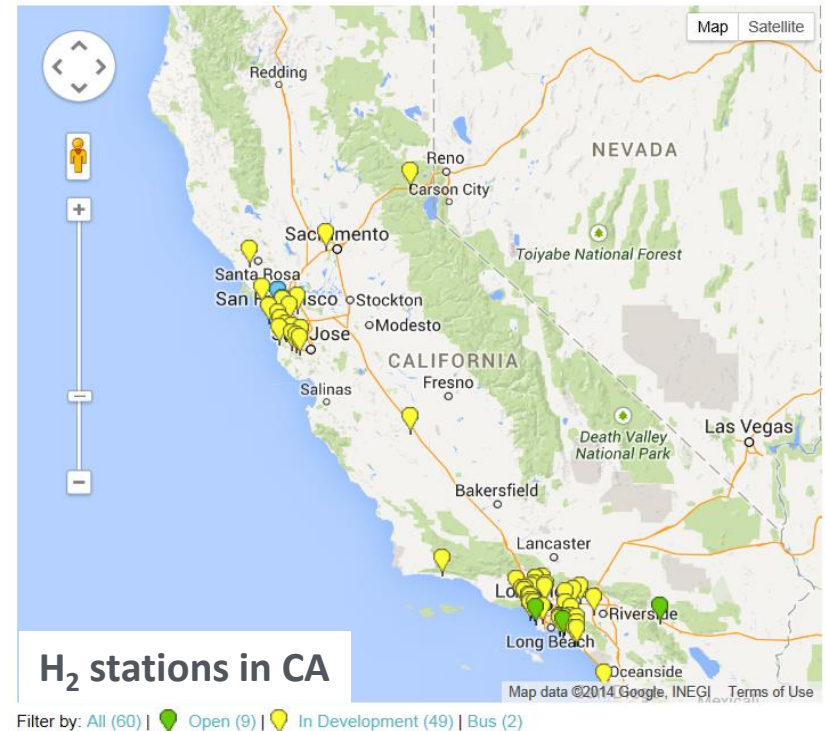 Map Satellite
Redding
Reno
NEVADA
Carson City
Sacramento
Toiyabe National Forest
Santa Rosa
San Francisco
Stockton
Modesto
San Jose
CALIFORNIA
Fresno
Salinas
Las Vegas
Death Valley
National Park
Bakersfield
Lancaster
Riverside
Long Beach
H₂ stations in CA
Oceanside
Map data ©2014 Google, INEGI Terms of Use
Filter by: All (60) | Open (9) | In Development (49) | Bus (2)